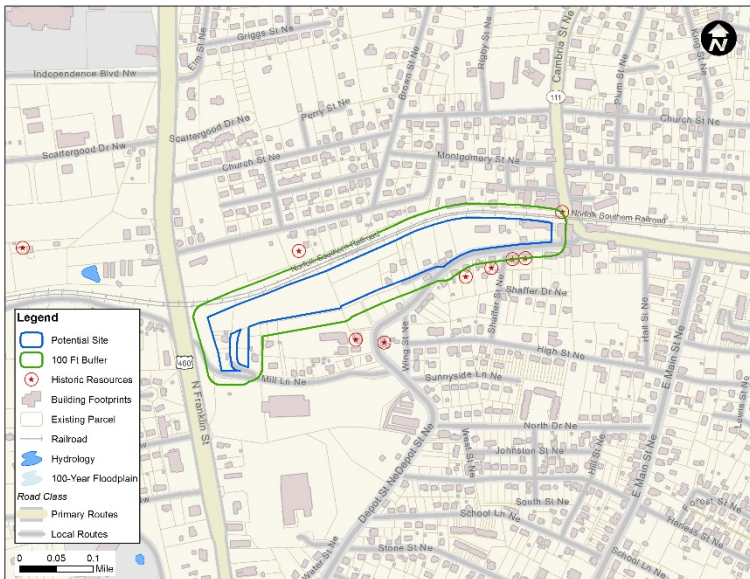 Griggs St Ne
Elm St Ne
Independence Blvd Nw
Brown St Ne
Rigby St Ne
Cambria St Ne
King St Ne
N
111
Plum St Ne
Perry St Ne
Scattergood Dr Nw
Church St Ne
Scattergood Dr Nw
Church St Ne
Montgomery St Ne
Norfolk Southern Railroad
Norfolk Southern Railroad
Shaffer Dr Ne
Shaffer St Ne
Hall St Ne
Wing St Ne
High St Ne
E Main St Ne
460
N Franklin St
Mill Ln Ne
Sunnyside Ln Ne
Lewis St Ne
North Dr Ne
West St Ne
Johnston St Ne
Hill St Ne
E Main St Ne
Depot St Ne
Depot St Ne
South St Ne
Forest St Ne
School Ln Ne
Harless St Ne
School Ln Ne
Stone St Ne
Water St Ne
Legend
Potential Site
100 Ft Buffer
Historic Resources
Building Footprints
Existing Parcel
Railroad
Hydrology
100-Year Floodplain
Road Class
Primary Routes
Local Routes
0 0.05 0.1
Mile